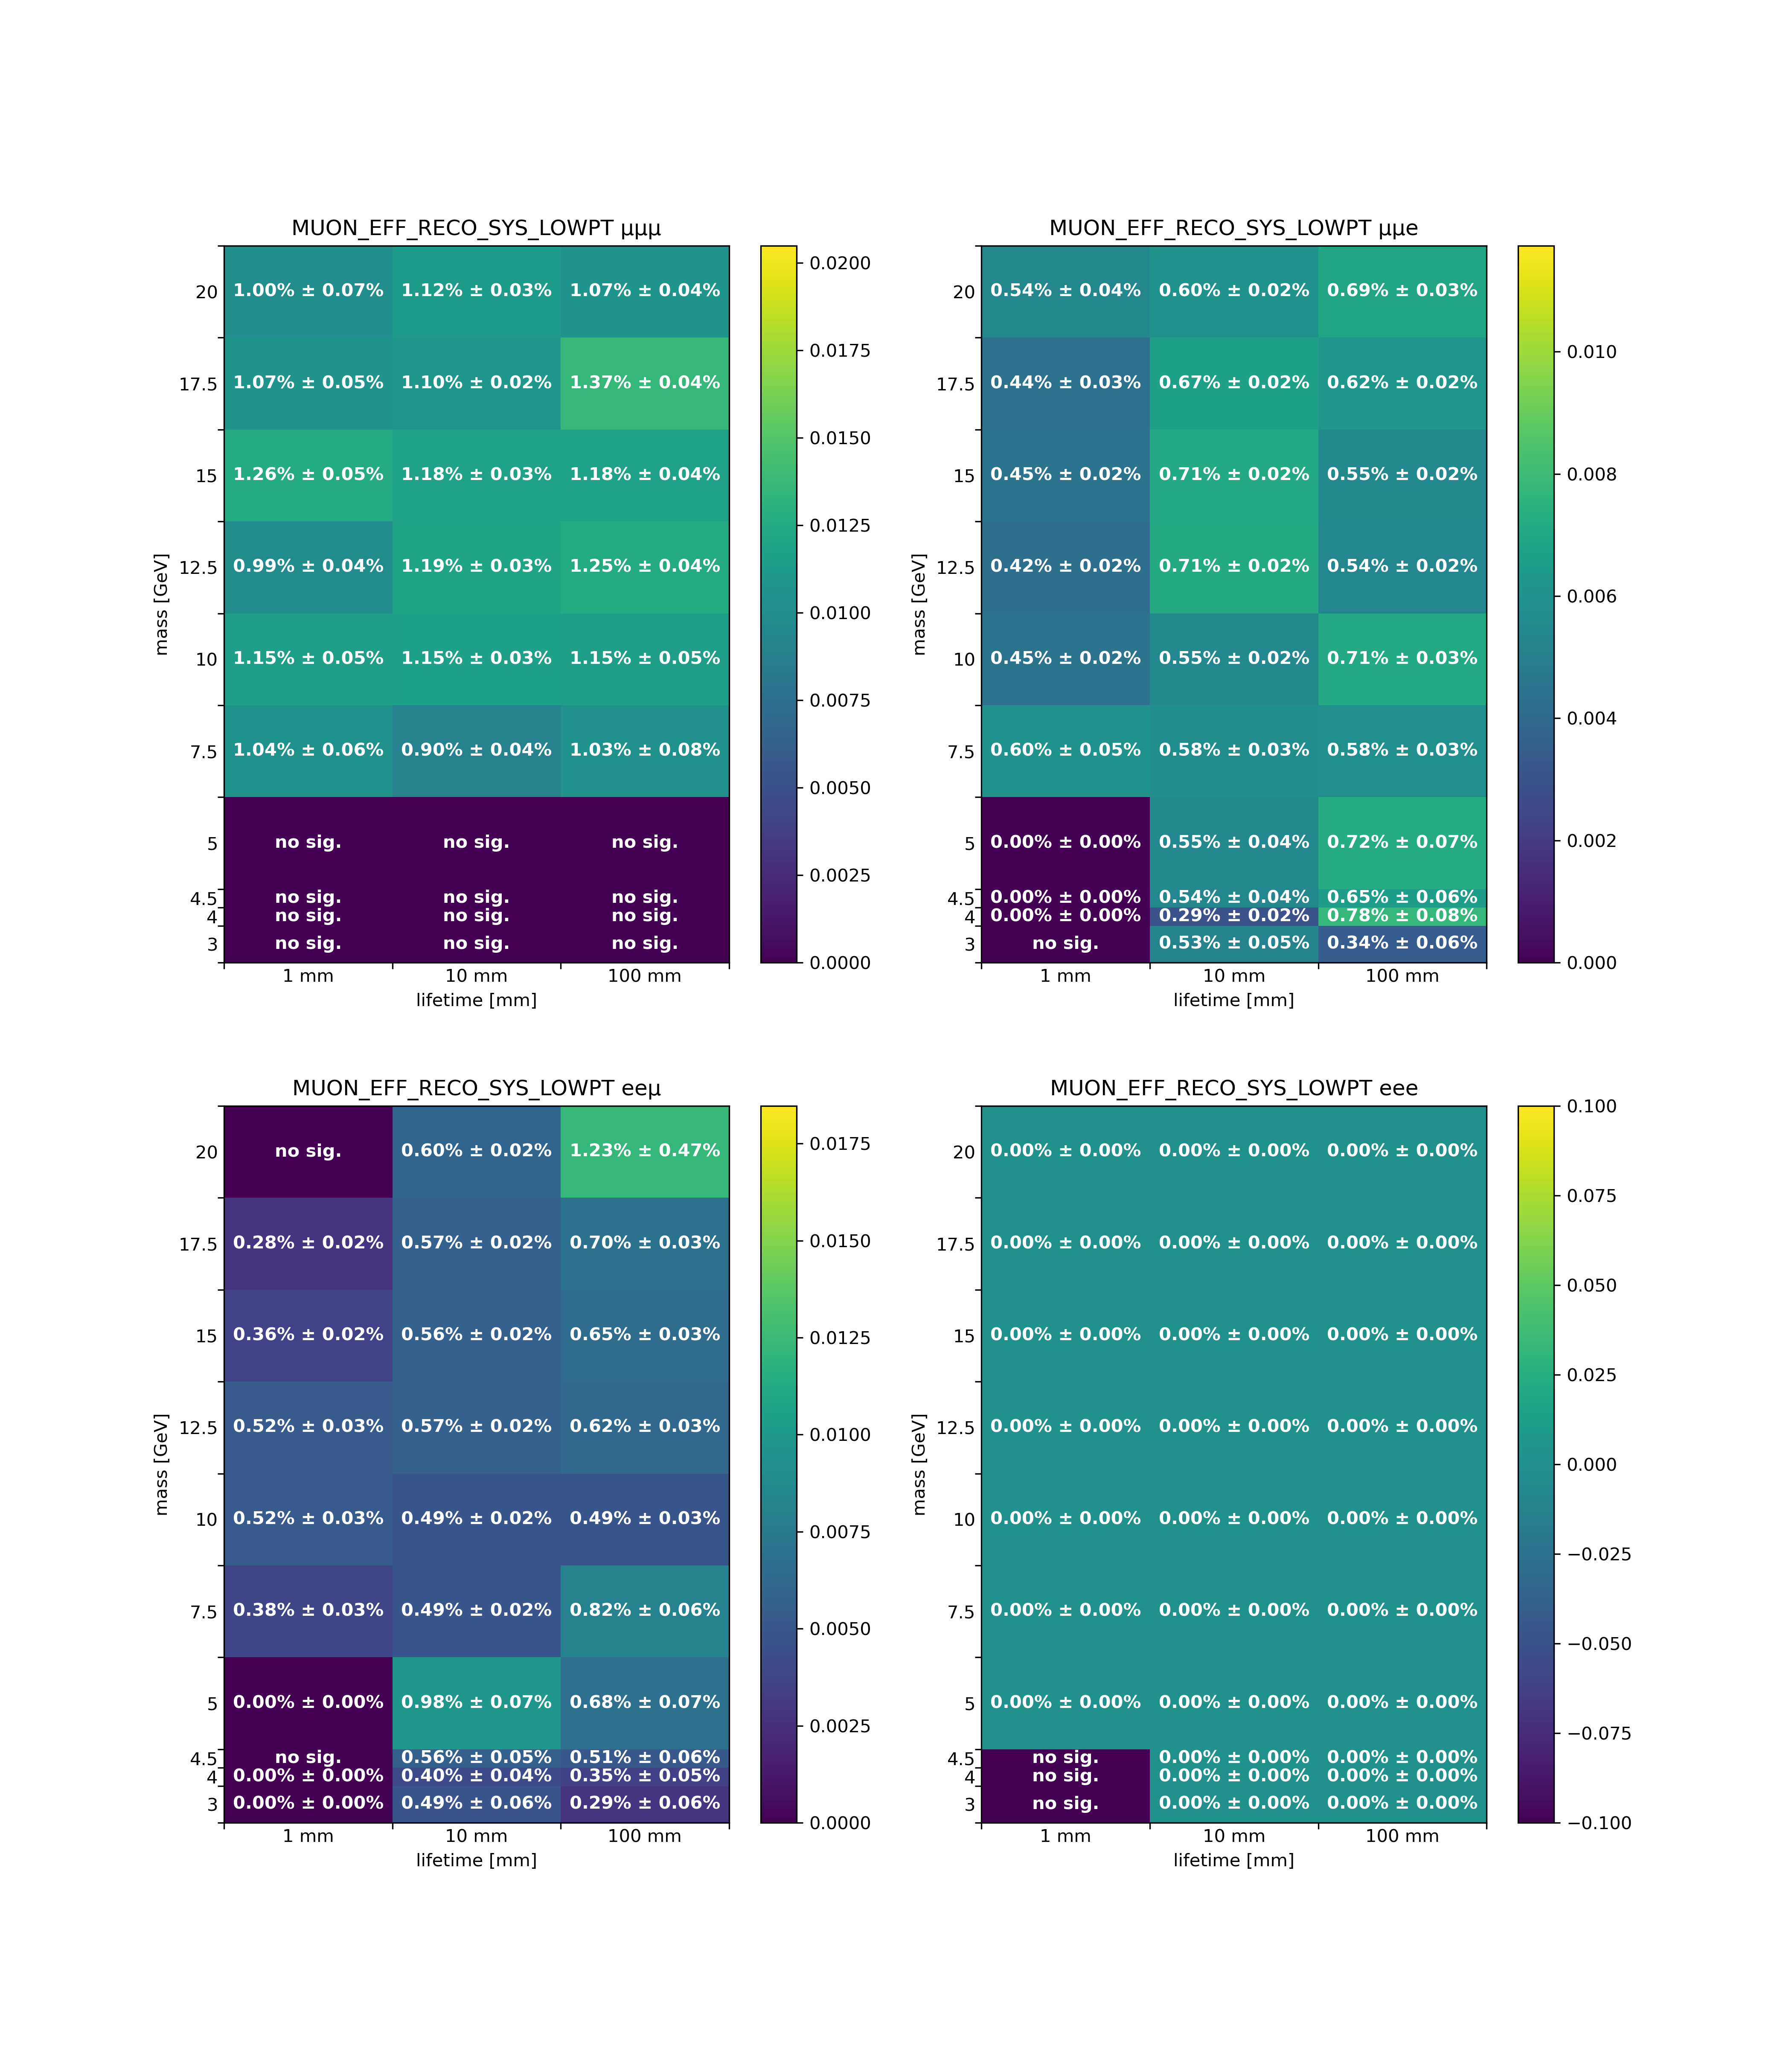 MUON_EFF_RECO_SYS_LOWPT μμμ
mass [GeV]
20
1.00% ± 0.07% 1.12% ± 0.03% 1.07% ± 0.04%
17.5
1.07% ± 0.05% 1.10% ± 0.02% 1.37% ± 0.04%
15
1.26% ± 0.05% 1.18% ± 0.03% 1.18% ± 0.04%
12.5
0.99% ± 0.04% 1.19% ± 0.03% 1.25% ± 0.04%
10
1.15% ± 0.05% 1.15% ± 0.03% 1.15% ± 0.05%
7.5
1.04% ± 0.06% 0.90% ± 0.04% 1.03% ± 0.08%
5
no sig. no sig. no sig.
4.5
no sig. no sig. no sig.
4
no sig. no sig. no sig.
3
no sig. no sig. no sig.
1 mm 10 mm 100 mm
lifetime [mm]
0.0200
0.0175
0.0150
0.0125
0.0100
0.0075
0.0050
0.0025
0.0000
MUON_EFF_RECO_SYS_LOWPT μμe
mass [GeV]
20
0.54% ± 0.04% 0.60% ± 0.02% 0.69% ± 0.03%
17.5
0.44% ± 0.03% 0.67% ± 0.02% 0.62% ± 0.02%
15
0.45% ± 0.02% 0.71% ± 0.02% 0.55% ± 0.02%
12.5
0.42% ± 0.02% 0.71% ± 0.02% 0.54% ± 0.02%
10
0.45% ± 0.02% 0.55% ± 0.02% 0.71% ± 0.03%
7.5
0.60% ± 0.05% 0.58% ± 0.03% 0.58% ± 0.03%
5
0.00% ± 0.00% 0.55% ± 0.04% 0.72% ± 0.07%
4.5
0.00% ± 0.00% 0.54% ± 0.04% 0.65% ± 0.06%
4
0.00% ± 0.00% 0.29% ± 0.02% 0.78% ± 0.08%
3
no sig. 0.53% ± 0.05% 0.34% ± 0.06%
1 mm 10 mm 100 mm
lifetime [mm]
0.010
0.008
0.006
0.004
0.002
0.000
MUON_EFF_RECO_SYS_LOWPT eeμ
mass [GeV]
20
no sig. 0.60% ± 0.02% 1.23% ± 0.47%
17.5
0.28% ± 0.02% 0.57% ± 0.02% 0.70% ± 0.03%
15
0.36% ± 0.02% 0.56% ± 0.02% 0.65% ± 0.03%
12.5
0.52% ± 0.03% 0.57% ± 0.02% 0.62% ± 0.03%
10
0.52% ± 0.03% 0.49% ± 0.02% 0.49% ± 0.03%
7.5
0.38% ± 0.03% 0.49% ± 0.02% 0.82% ± 0.06%
5
0.00% ± 0.00% 0.98% ± 0.07% 0.68% ± 0.07%
4.5
no sig. 0.56% ± 0.05% 0.51% ± 0.06%
4
0.00% ± 0.00% 0.40% ± 0.04% 0.35% ± 0.05%
3
0.00% ± 0.00% 0.49% ± 0.06% 0.29% ± 0.06%
1 mm 10 mm 100 mm
lifetime [mm]
0.0175
0.0150
0.0125
0.0100
0.0075
0.0050
0.0025
0.0000
MUON_EFF_RECO_SYS_LOWPT eee
mass [GeV]
20
0.00% ± 0.00% 0.00% ± 0.00% 0.00% ± 0.00%
17.5
0.00% ± 0.00% 0.00% ± 0.00% 0.00% ± 0.00%
15
0.00% ± 0.00% 0.00% ± 0.00% 0.00% ± 0.00%
12.5
0.00% ± 0.00% 0.00% ± 0.00% 0.00% ± 0.00%
10
0.00% ± 0.00% 0.00% ± 0.00% 0.00% ± 0.00%
7.5
0.00% ± 0.00% 0.00% ± 0.00% 0.00% ± 0.00%
5
0.00% ± 0.00% 0.00% ± 0.00% 0.00% ± 0.00%
4.5
no sig. 0.00% ± 0.00% 0.00% ± 0.00%
4
no sig. 0.00% ± 0.00% 0.00% ± 0.00%
3
no sig. 0.00% ± 0.00% 0.00% ± 0.00%
1 mm 10 mm 100 mm
lifetime [mm]
0.100
0.075
0.050
0.025
0.000
−0.025
−0.050
−0.075
−0.100